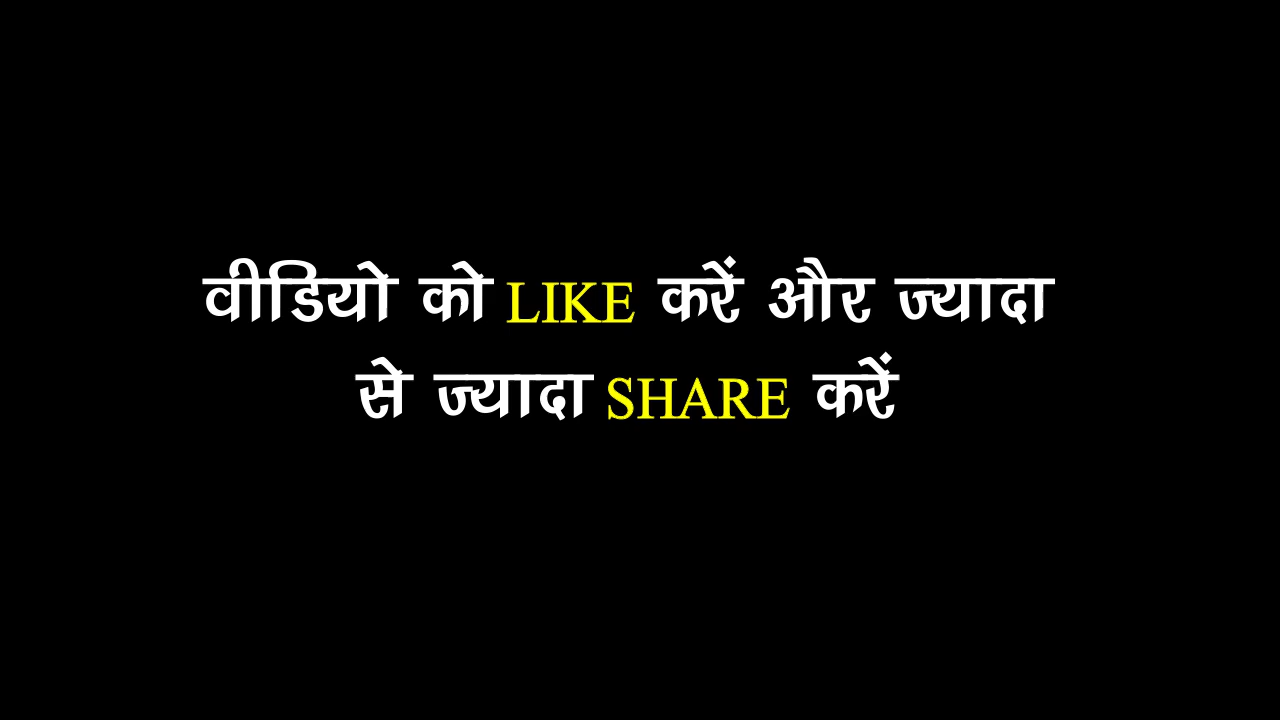 वीडियो को LIKE करें और ज्यादा
से ज्यादा SHARE करें